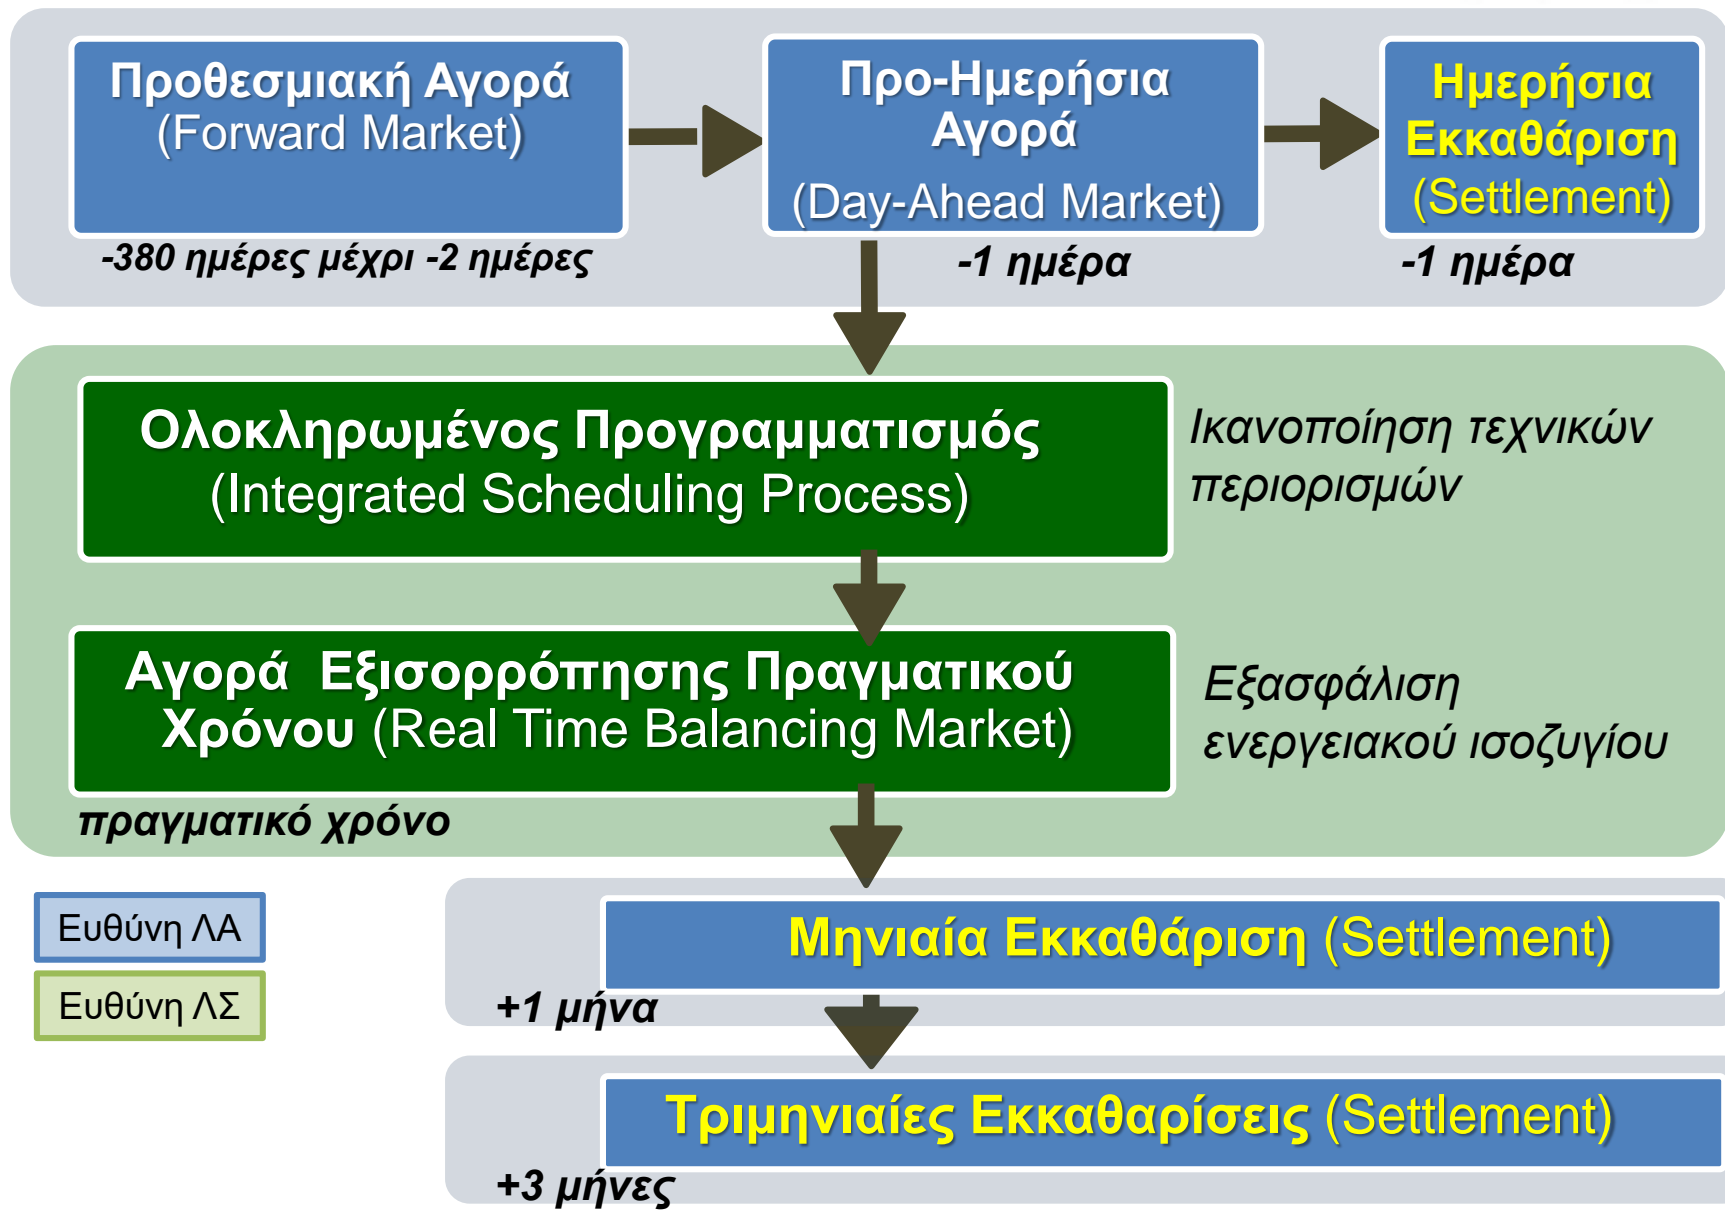 Προθεσμιακή Αγορά
(Forward Market)
-380 ημέρες μέχρι -2 ημέρες
Προ-Ημερήσια
Αγορά
(Day-Ahead Market)
-1 ημέρα
Ημερήσια
Εκκαθάριση
(Settlement)
-1 ημέρα
Ολοκληρωμένος Προγραμματισμός
(Integrated Scheduling Process)
Ικανοποίηση τεχνικών
περιορισμών
Αγορά Εξισορρόπησης Πραγματικού
Χρόνου (Real Time Balancing Market)
Εξασφάλιση
ενεργειακού ισοζυγίου
πραγματικό χρόνο
Ευθύνη ΛΑ
Ευθύνη ΛΣ
Μηνιαία Εκκαθάριση (Settlement)
+1 μήνα
Τριμηνιαίες Εκκαθαρίσεις (Settlement)
+3 μήνες